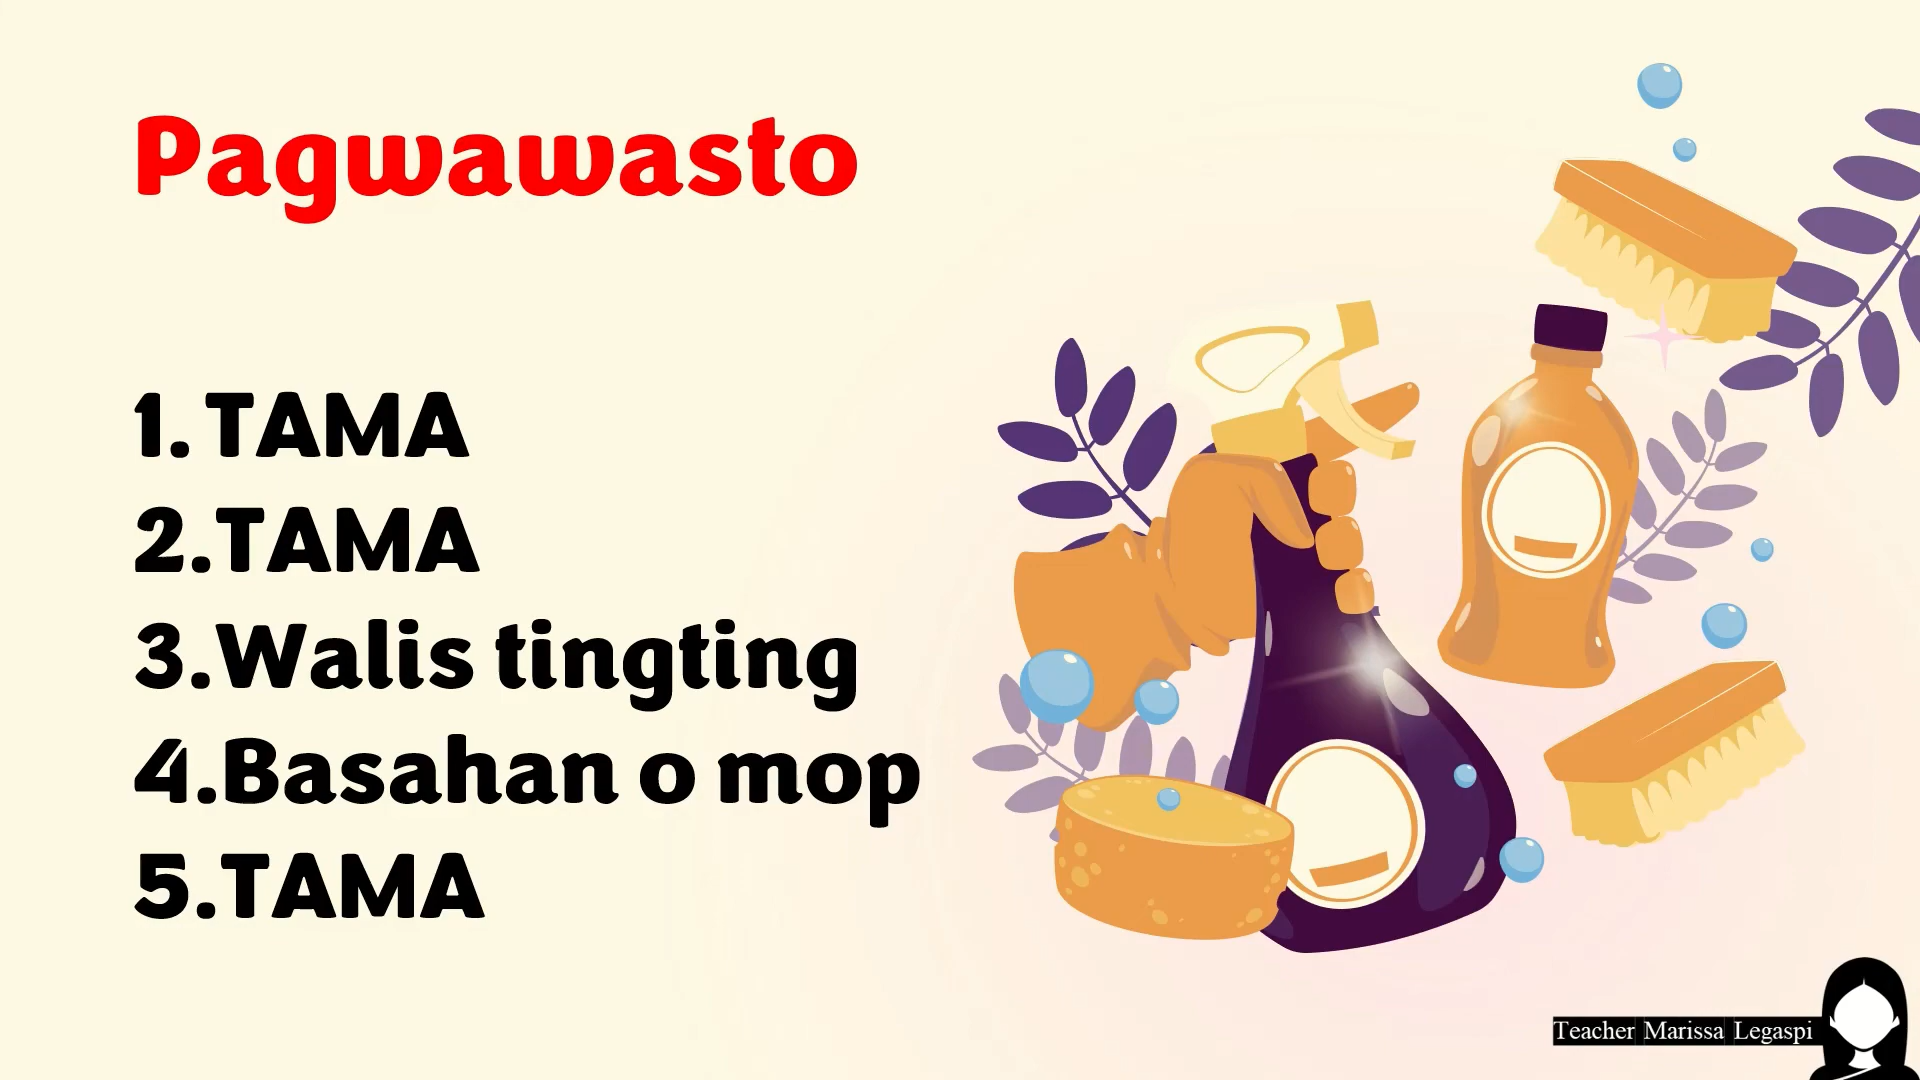 Pagwawasto
1. TAMA
2.TAMA
3.Walis tingting
4.Basahan o mop
5.TAMA
Teacher Marissa Legaspi